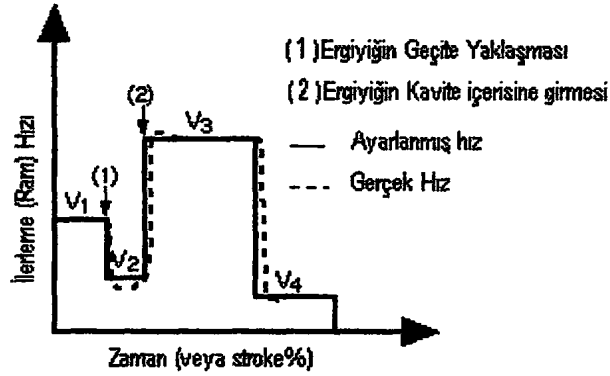 (1)Ergiyiğin Geçite Yaklaşması
(2)Ergiyiğin Kavite içerisine girmesi
Ayarlanmış hız
Gerçek Hız
(2)
V3
(1)
V1
V2
V4
İlerleme (Ram) Hızı
Zaman (veya stroke%)